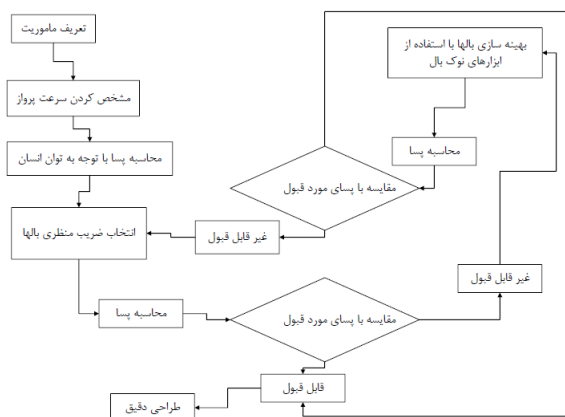 تعریف ماموریت
مشخص کردن سرعت پرواز
محاسبه پسا با توجه به توان انسان
انتخاب ضریب منظری بالها
محاسبه پسا
مقایسه با پسای مورد قبول
غیر قابل قبول
بهینه سازی بالها با استفاده از
ابزارهای نوک بال
محاسبه پسا
مقایسه با پسای مورد قبول
غیر قابل قبول
قابل قبول
طراحی دقیق